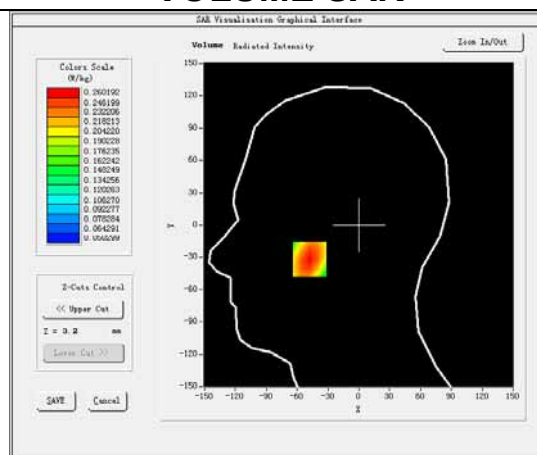 VOLUME SAR
SAR Visualisation Graphical Interface
Volume Radiated Intensity
Zoom In/Out
Colors Scale
(W/kg)
0.260192
0.246199
0.232206
0.218213
0.204220
0.190228
0.176235
0.162242
0.148249
0.134256
0.120263
0.106270
0.092277
0.078284
0.064291
0.050299
150-
120-
90-
60-
30-
0-
-30-
-60-
-90-
-120-
-150-
Y
-150 -120 -90 -60 -30 0 30 60 90 120 150
X
Z-Cuts Control
<< Upper Cut
Z = 3.2 mm
Lower Cut >>
SAVE Cancel